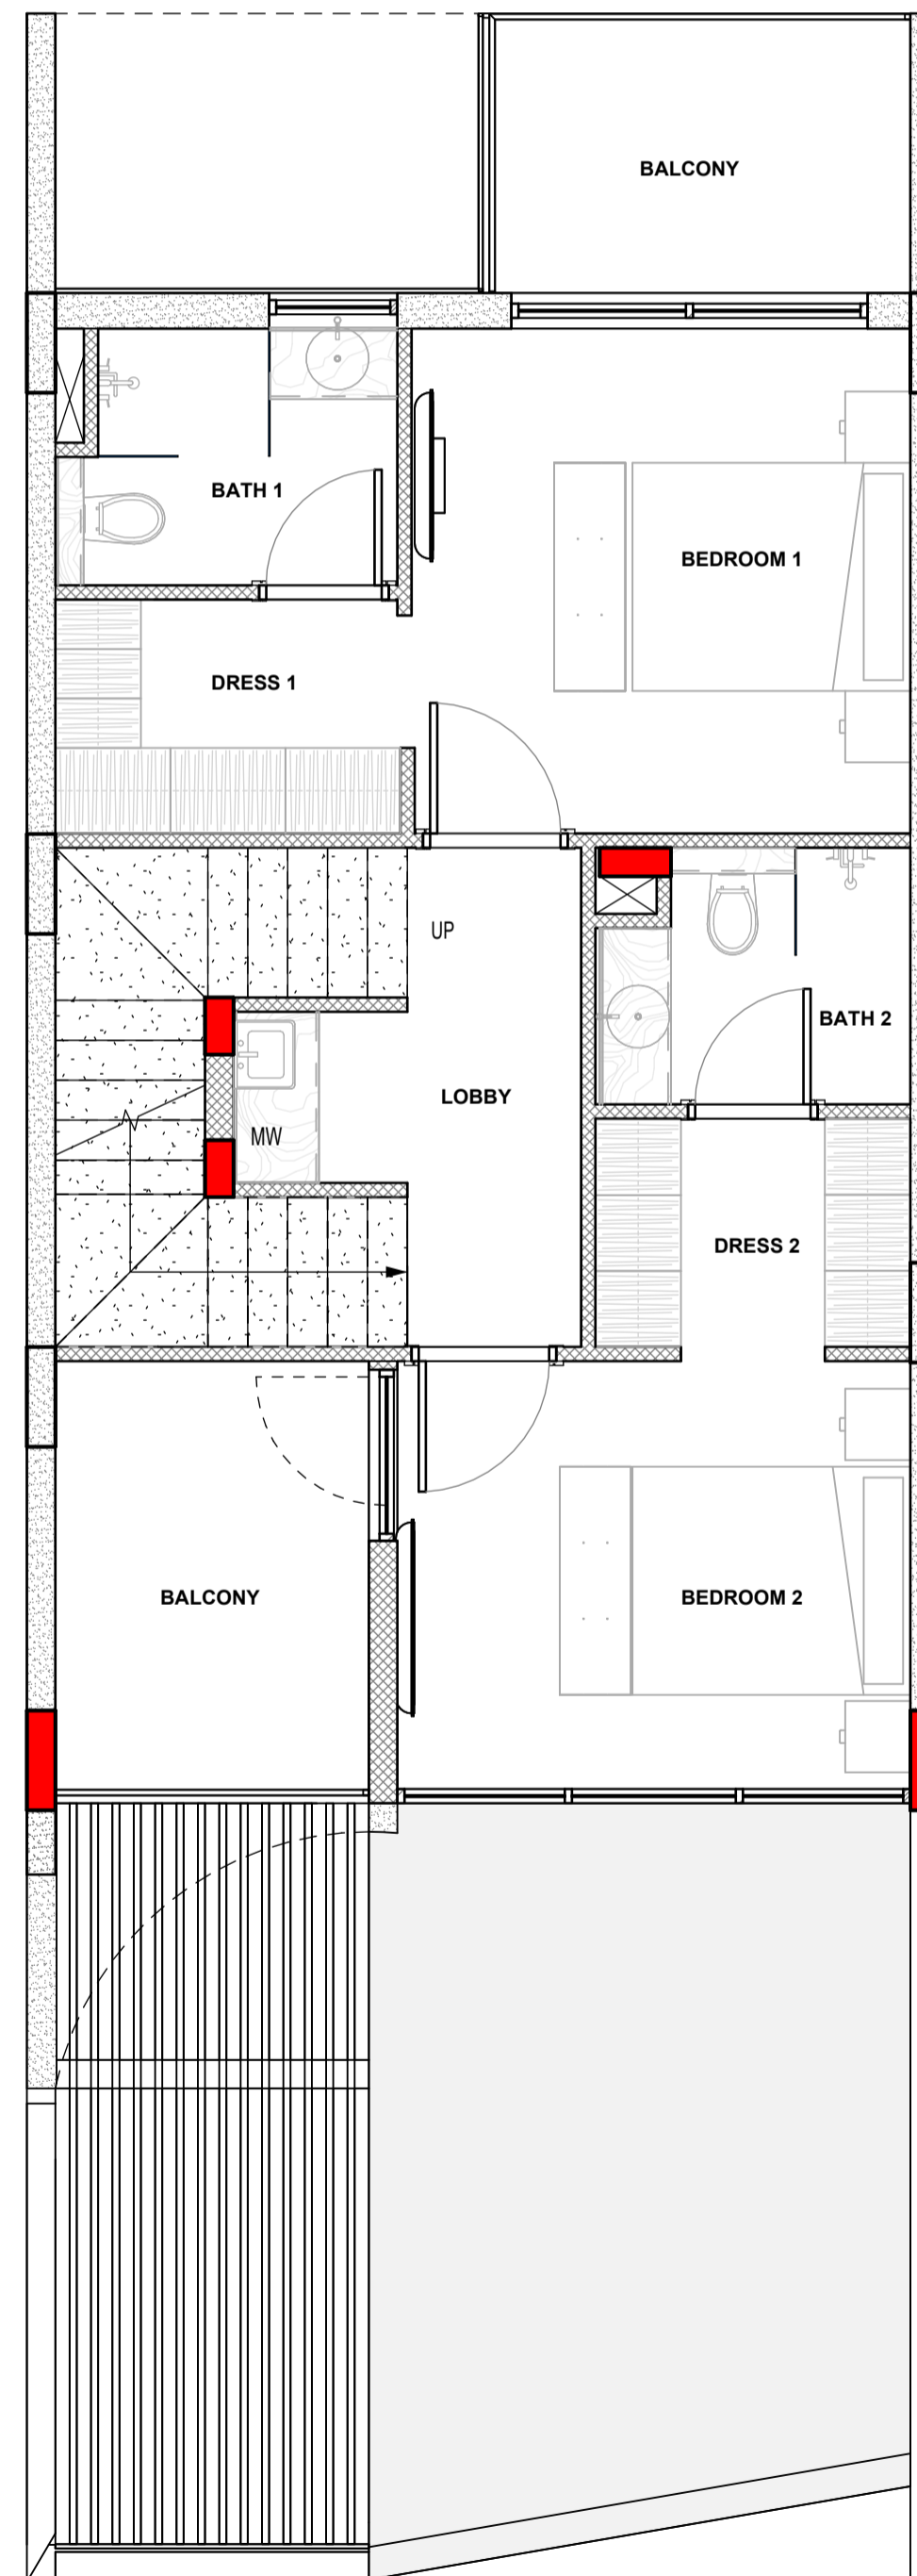 BALCONY
BATH 1
BEDROOM 1
DRESS 1
UP
BATH 2
LOBBY
MW
DRESS 2
BALCONY
BEDROOM 2